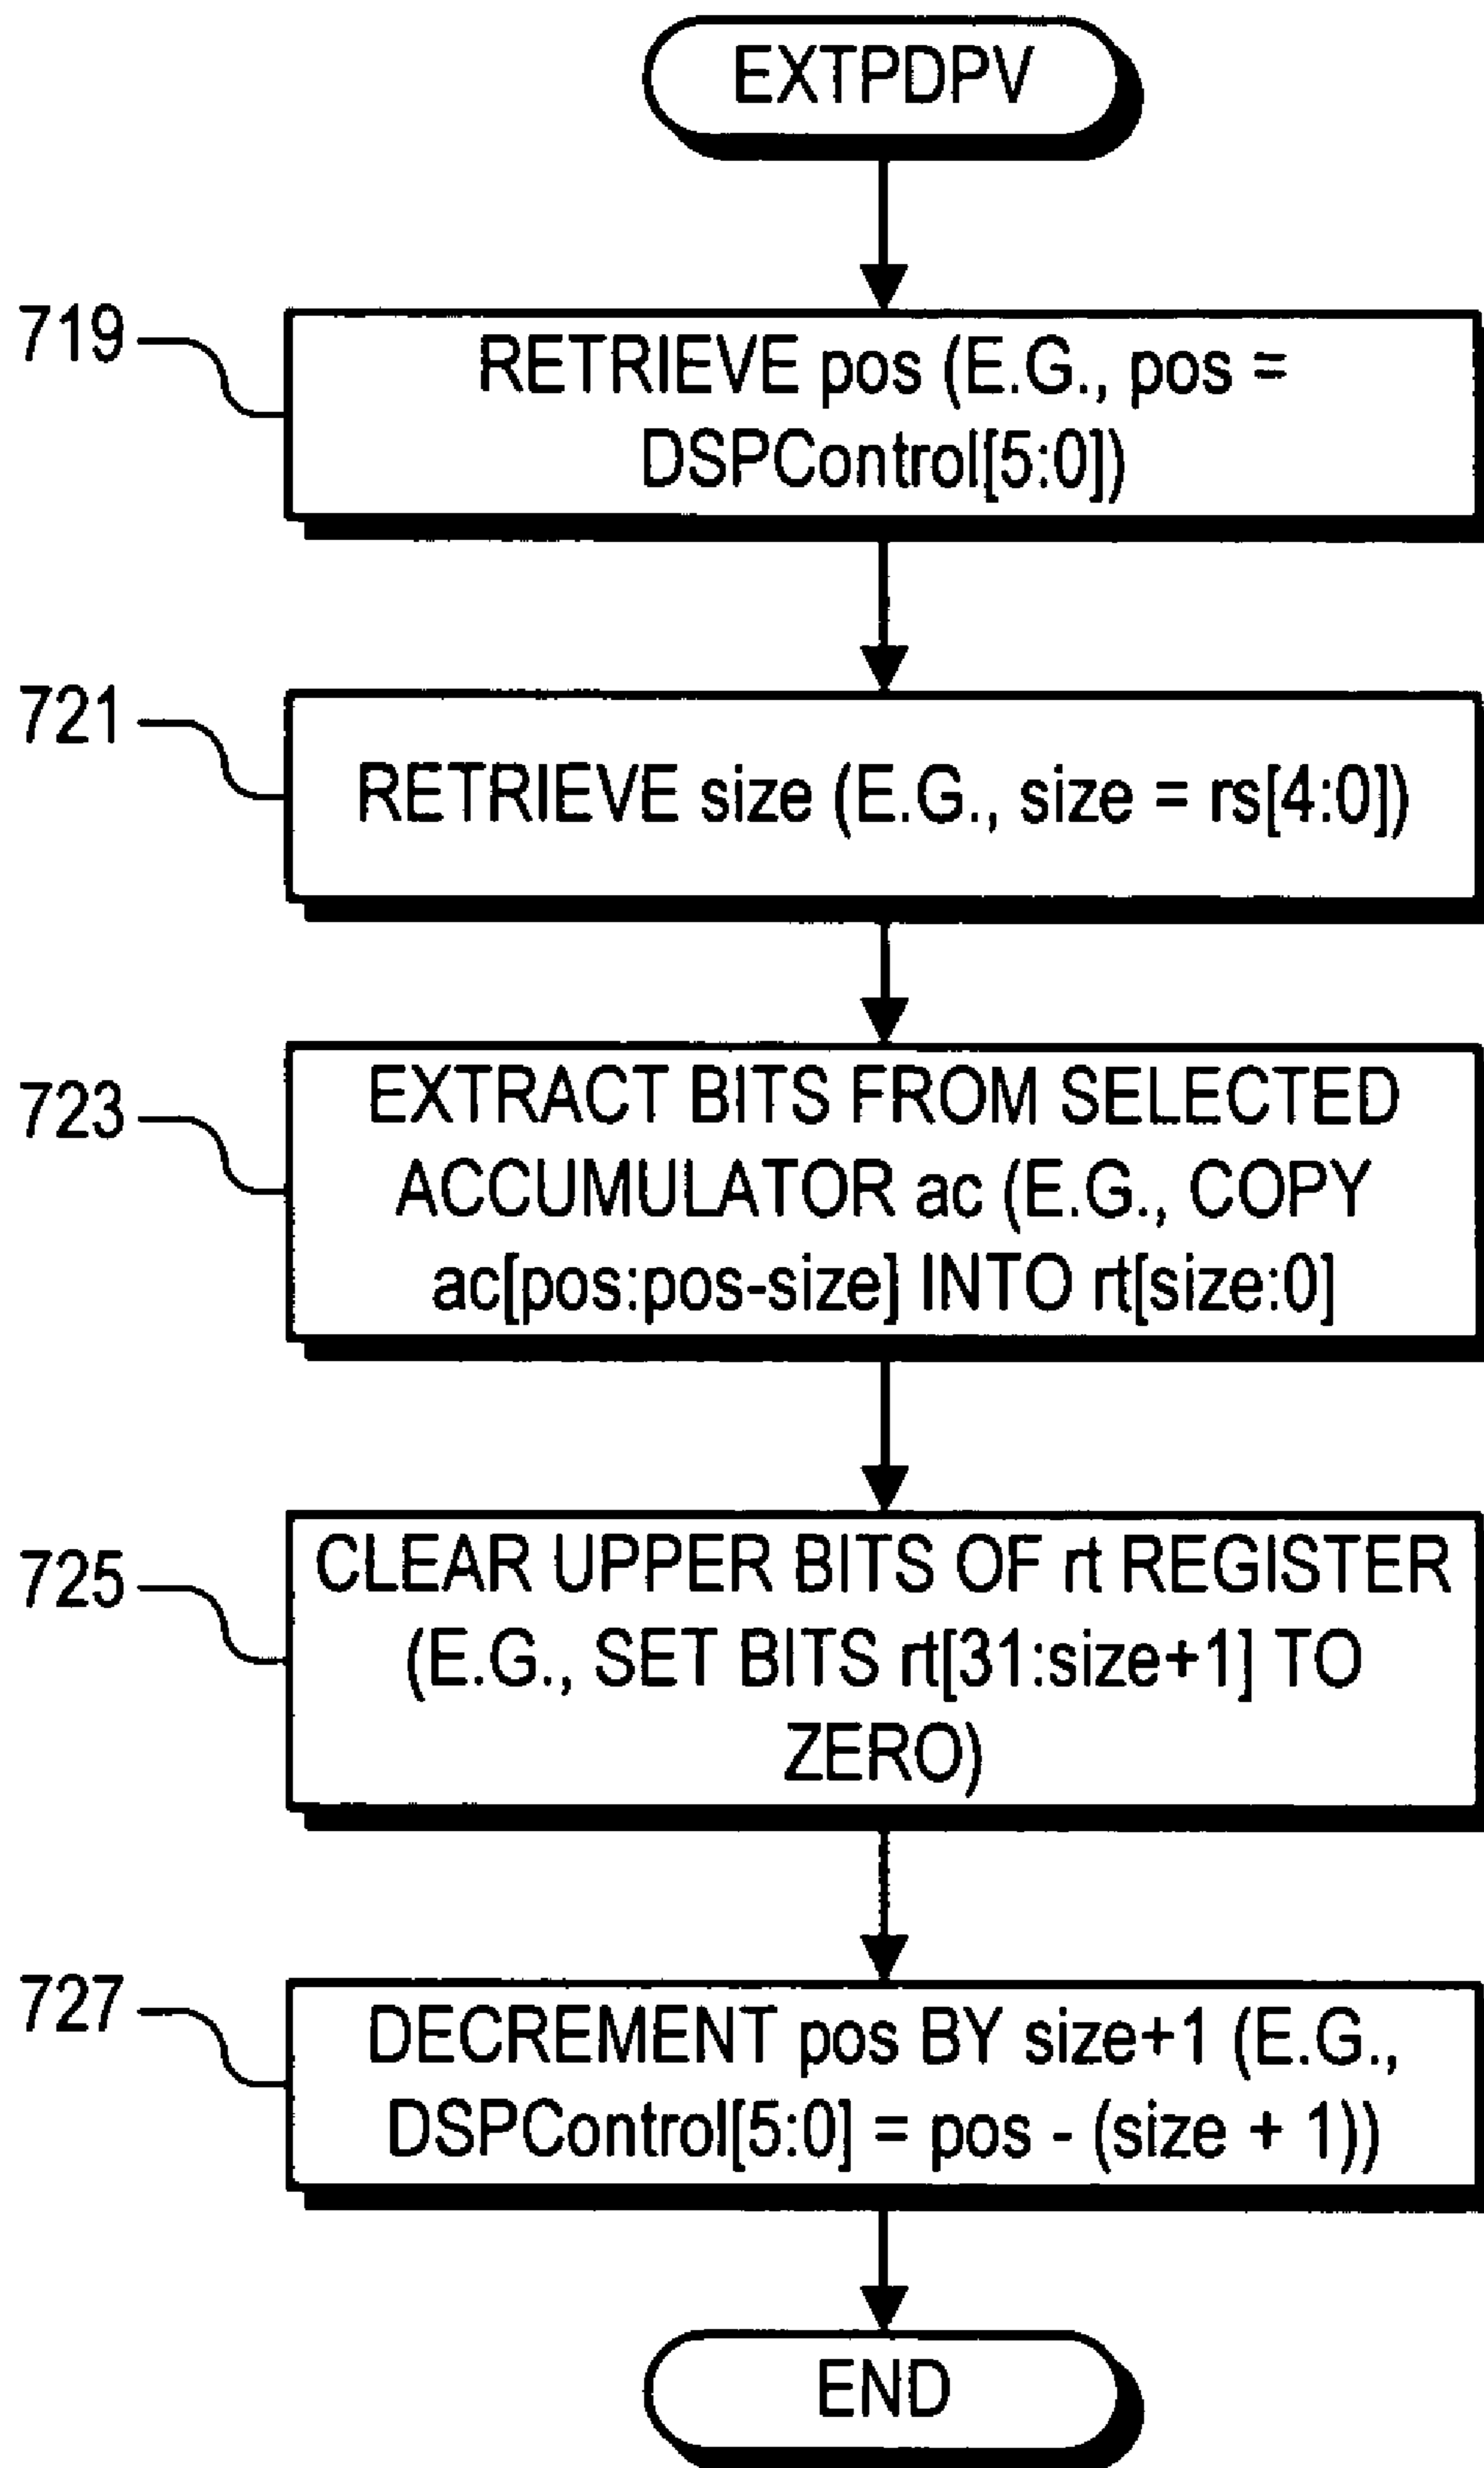 EXTPDPV
719
RETRIEVE pos (E.G., pos =
DSPControl[5:0])
721
RETRIEVE size (E.G., size = rs[4:0])
723
EXTRACT BITS FROM SELECTED
ACCUMULATOR ac (E.G., COPY
ac[pos:pos-size] INTO rt[size:0]
725
CLEAR UPPER BITS OF rt REGISTER
(E.G., SET BITS rt[31:size+1] TO
ZERO)
727
DECREMENT pos BY size+1 (E.G.,
DSPControl[5:0] = pos - (size + 1))
END